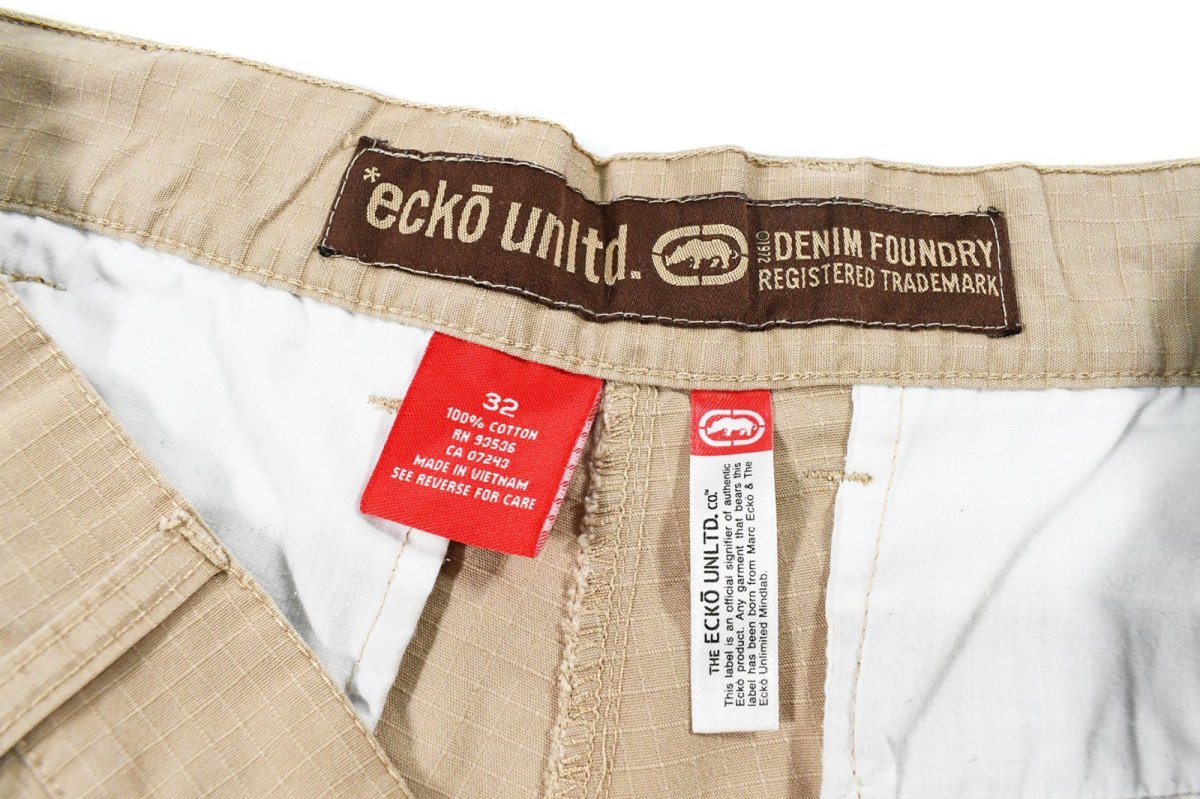 *eckō unltd.
01972
DENIM FOUNDRY
REGISTERED TRADEMARK
32
100% COTTON
RN 93536
CA 07243
MADE IN VIETNAM
SEE REVERSE FOR CARE
THE ECKŌ UNLTD. CO.™
This label is an official signifier of authentic
Eckō product. Any garment that bears this
label has been born from Marc Eckō & The
Eckō Unlimited Mindlab.